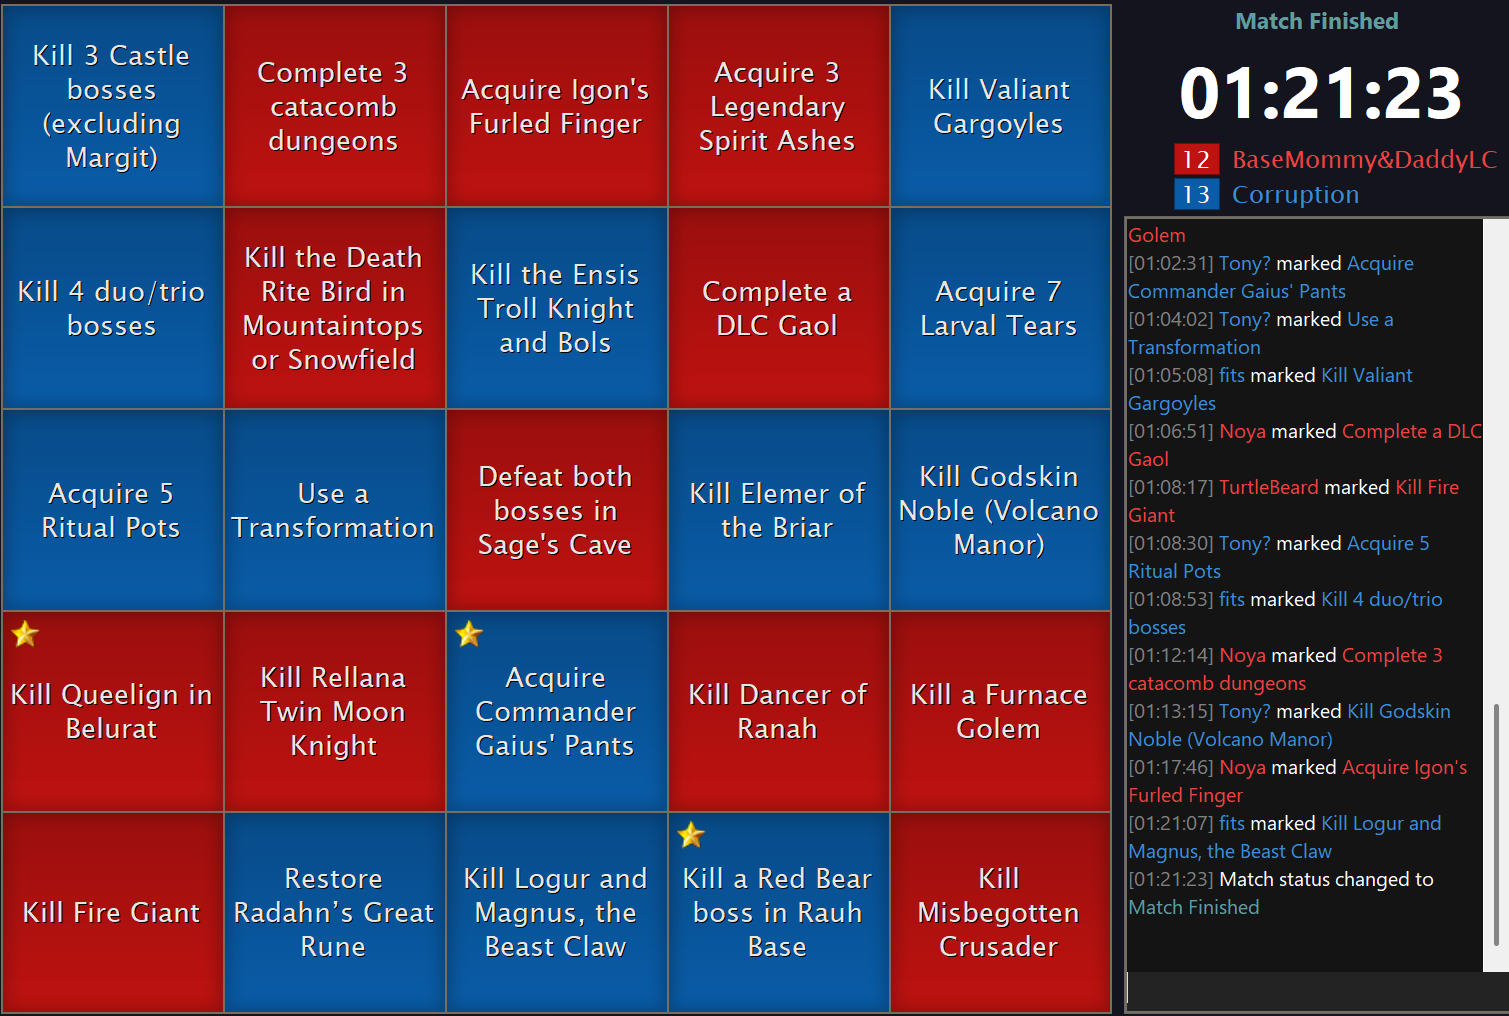 Kill 3 Castle
bosses
(excluding
Margit)
Complete 3
catacomb
dungeons
Acquire Igon's
Furled Finger
Acquire 3
Legendary
Spirit Ashes
Kill Valiant
Gargoyles
Kill 4 duo/trio
bosses
Kill the Death
Rite Bird in
Mountaintops
or Snowfield
Kill the Ensis
Troll Knight
and Bols
Complete a
DLC Gaol
Acquire 7
Larval Tears
Acquire 5
Ritual Pots
Use a
Transformation
Defeat both
bosses in
Sage's Cave
Kill Elemer of
the Briar
Kill Godskin
Noble (Volcano
Manor)
Kill Queelign in
Belurat
Kill Rellana
Twin Moon
Knight
Acquire
Commander
Gaius' Pants
Kill Dancer of
Ranah
Kill a Furnace
Golem
Kill Fire Giant
Restore
Radahn’s Great
Rune
Kill Logur and
Magnus, the
Beast Claw
Kill a Red Bear
boss in Rauh
Base
Kill
Misbegotten
Crusader
Match Finished
01:21:23
12 BaseMommy&DaddyLC
13 Corruption
Golem
[01:02:31] Tony? marked Acquire
Commander Gaius' Pants
[01:04:02] Tony? marked Use a
Transformation
[01:05:08] fits marked Kill Valiant
Gargoyles
[01:06:51] Noya marked Complete a DLC
Gaol
[01:08:17] TurtleBeard marked Kill Fire
Giant
[01:08:30] Tony? marked Acquire 5
Ritual Pots
[01:08:53] fits marked Kill 4 duo/trio
bosses
[01:12:14] Noya marked Complete 3
catacomb dungeons
[01:13:15] Tony? marked Kill Godskin
Noble (Volcano Manor)
[01:17:46] Noya marked Acquire Igon's
Furled Finger
[01:21:07] fits marked Kill Logur and
Magnus, the Beast Claw
[01:21:23] Match status changed to
Match Finished